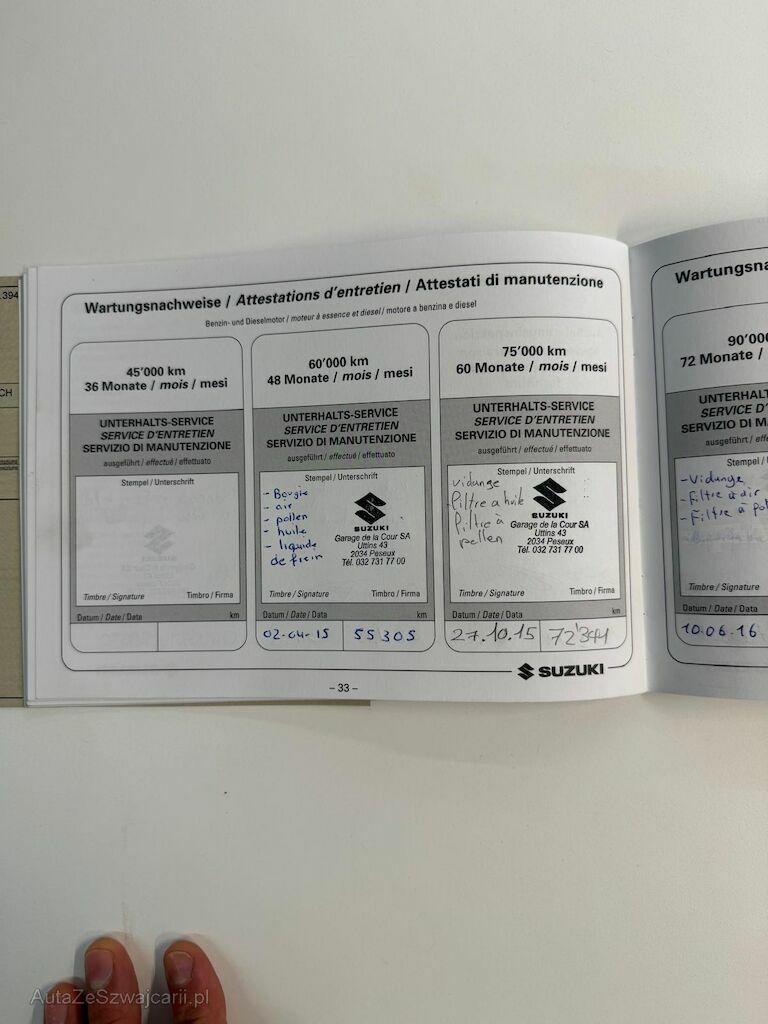 .394
CH
Wartungsnachweise / Attestations d'entretien / Attestati di manutenzione
Benzin- und Dieselmotor / moteur à essence et diesel / motore a benzina e diesel
45'000 km
36 Monate / mois / mesi
UNTERHALTS-SERVICE
SERVICE D'ENTRETIEN
SERVIZIO DI MANUTENZIONE
ausgeführt / effectué / effettuato
Stempel / Unterschrift
Timbre / Signature Timbro / Firma
Datum / Date / Data km
60'000 km
48 Monate / mois / mesi
UNTERHALTS-SERVICE
SERVICE D'ENTRETIEN
SERVIZIO DI MANUTENZIONE
ausgeführt / effectué / effettuato
Stempel / Unterschrift
- Bougie
- air
- pollen
- huile
- liquide
de frein
SUZUKI
Garage de la Cour SA
Uttins 43
2034 Peseux
Tél. 032 731 77 00
Timbre / Signature Timbro / Firma
Datum / Date / Data km
02-04-15 55305
75'000 km
60 Monate / mois / mesi
UNTERHALTS-SERVICE
SERVICE D'ENTRETIEN
SERVIZIO DI MANUTENZIONE
ausgeführt / effectué / effettuato
Stempel / Unterschrift
vidange
Filtre a huile
Filtre à
pollen
SUZUKI
Garage de la Cour SA
Uttins 43
2034 Peseux
Tél. 032 731 77 00
Timbre / Signature Timbro / Firma
Datum / Date / Data km
27.10.15 72'341
SUZUKI
– 33 –
Wartungsna
90'00
72 Monate /
UNTERHAL
SERVICE D'
SERVIZIO DI M
ausgeführt /
Stempel /
- Vidange
- Filtre à air
- Filtre à pol
Timbre / Signature
Datum / Date / Data
10.06.16
AutaZeSzwajcarii.pl